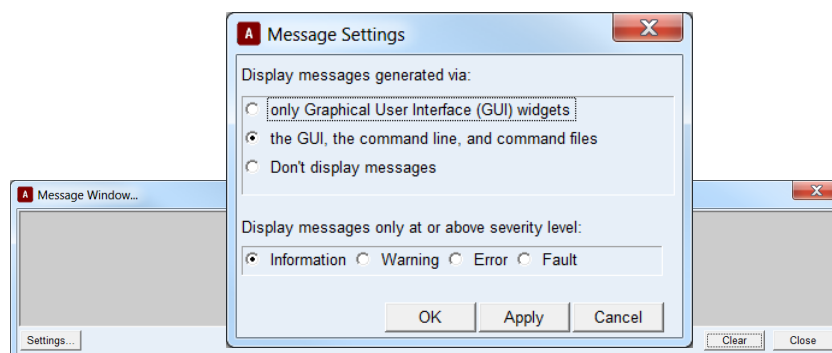 A Message Settings
Display messages generated via:
only Graphical User Interface (GUI) widgets
the GUI, the command line, and command files
Don't display messages
A Message Window...
Display messages only at or above severity level:
Information Warning Error Fault
OK Apply Cancel
Settings... Clear Close